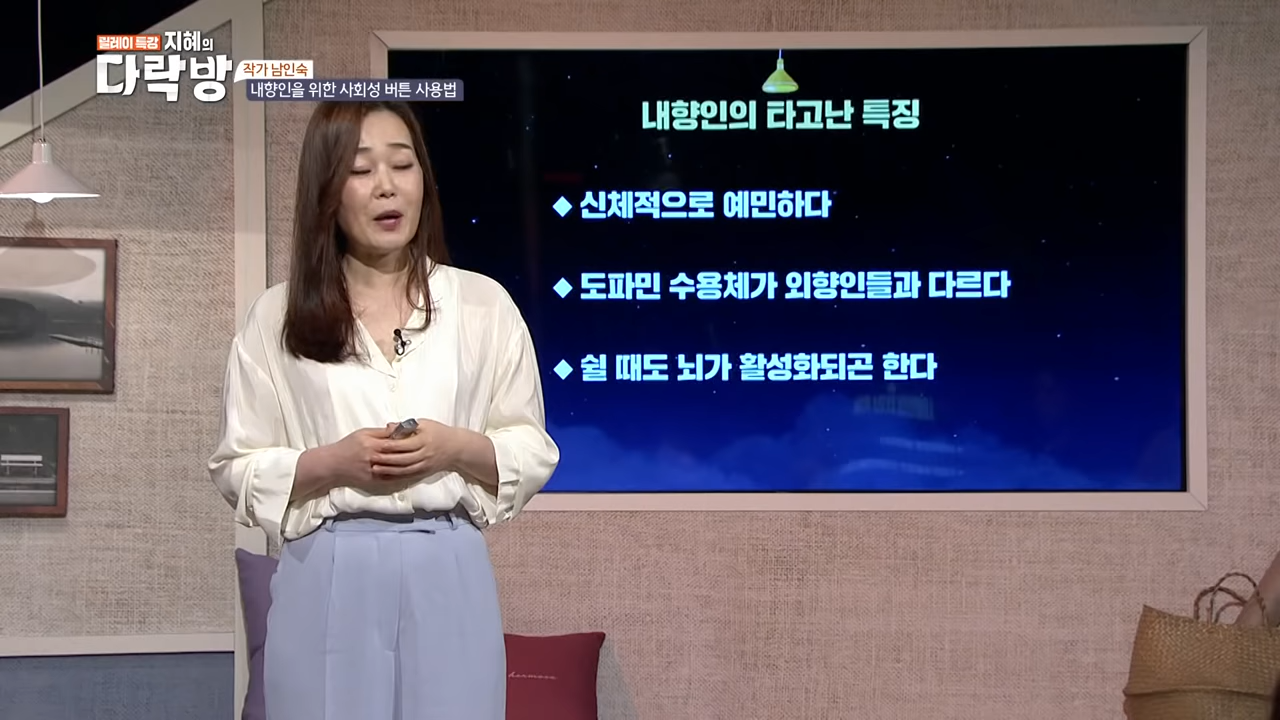 릴레이 특강 지혜의
다락방
작가 남인숙
내향인을 위한 사회성 버튼 사용법
내향인의 타고난 특징
◆ 신체적으로 예민하다
◆ 도파민 수용체가 외향인들과 다르다
◆ 쉴 때도 뇌가 활성화되곤 한다
hermosa